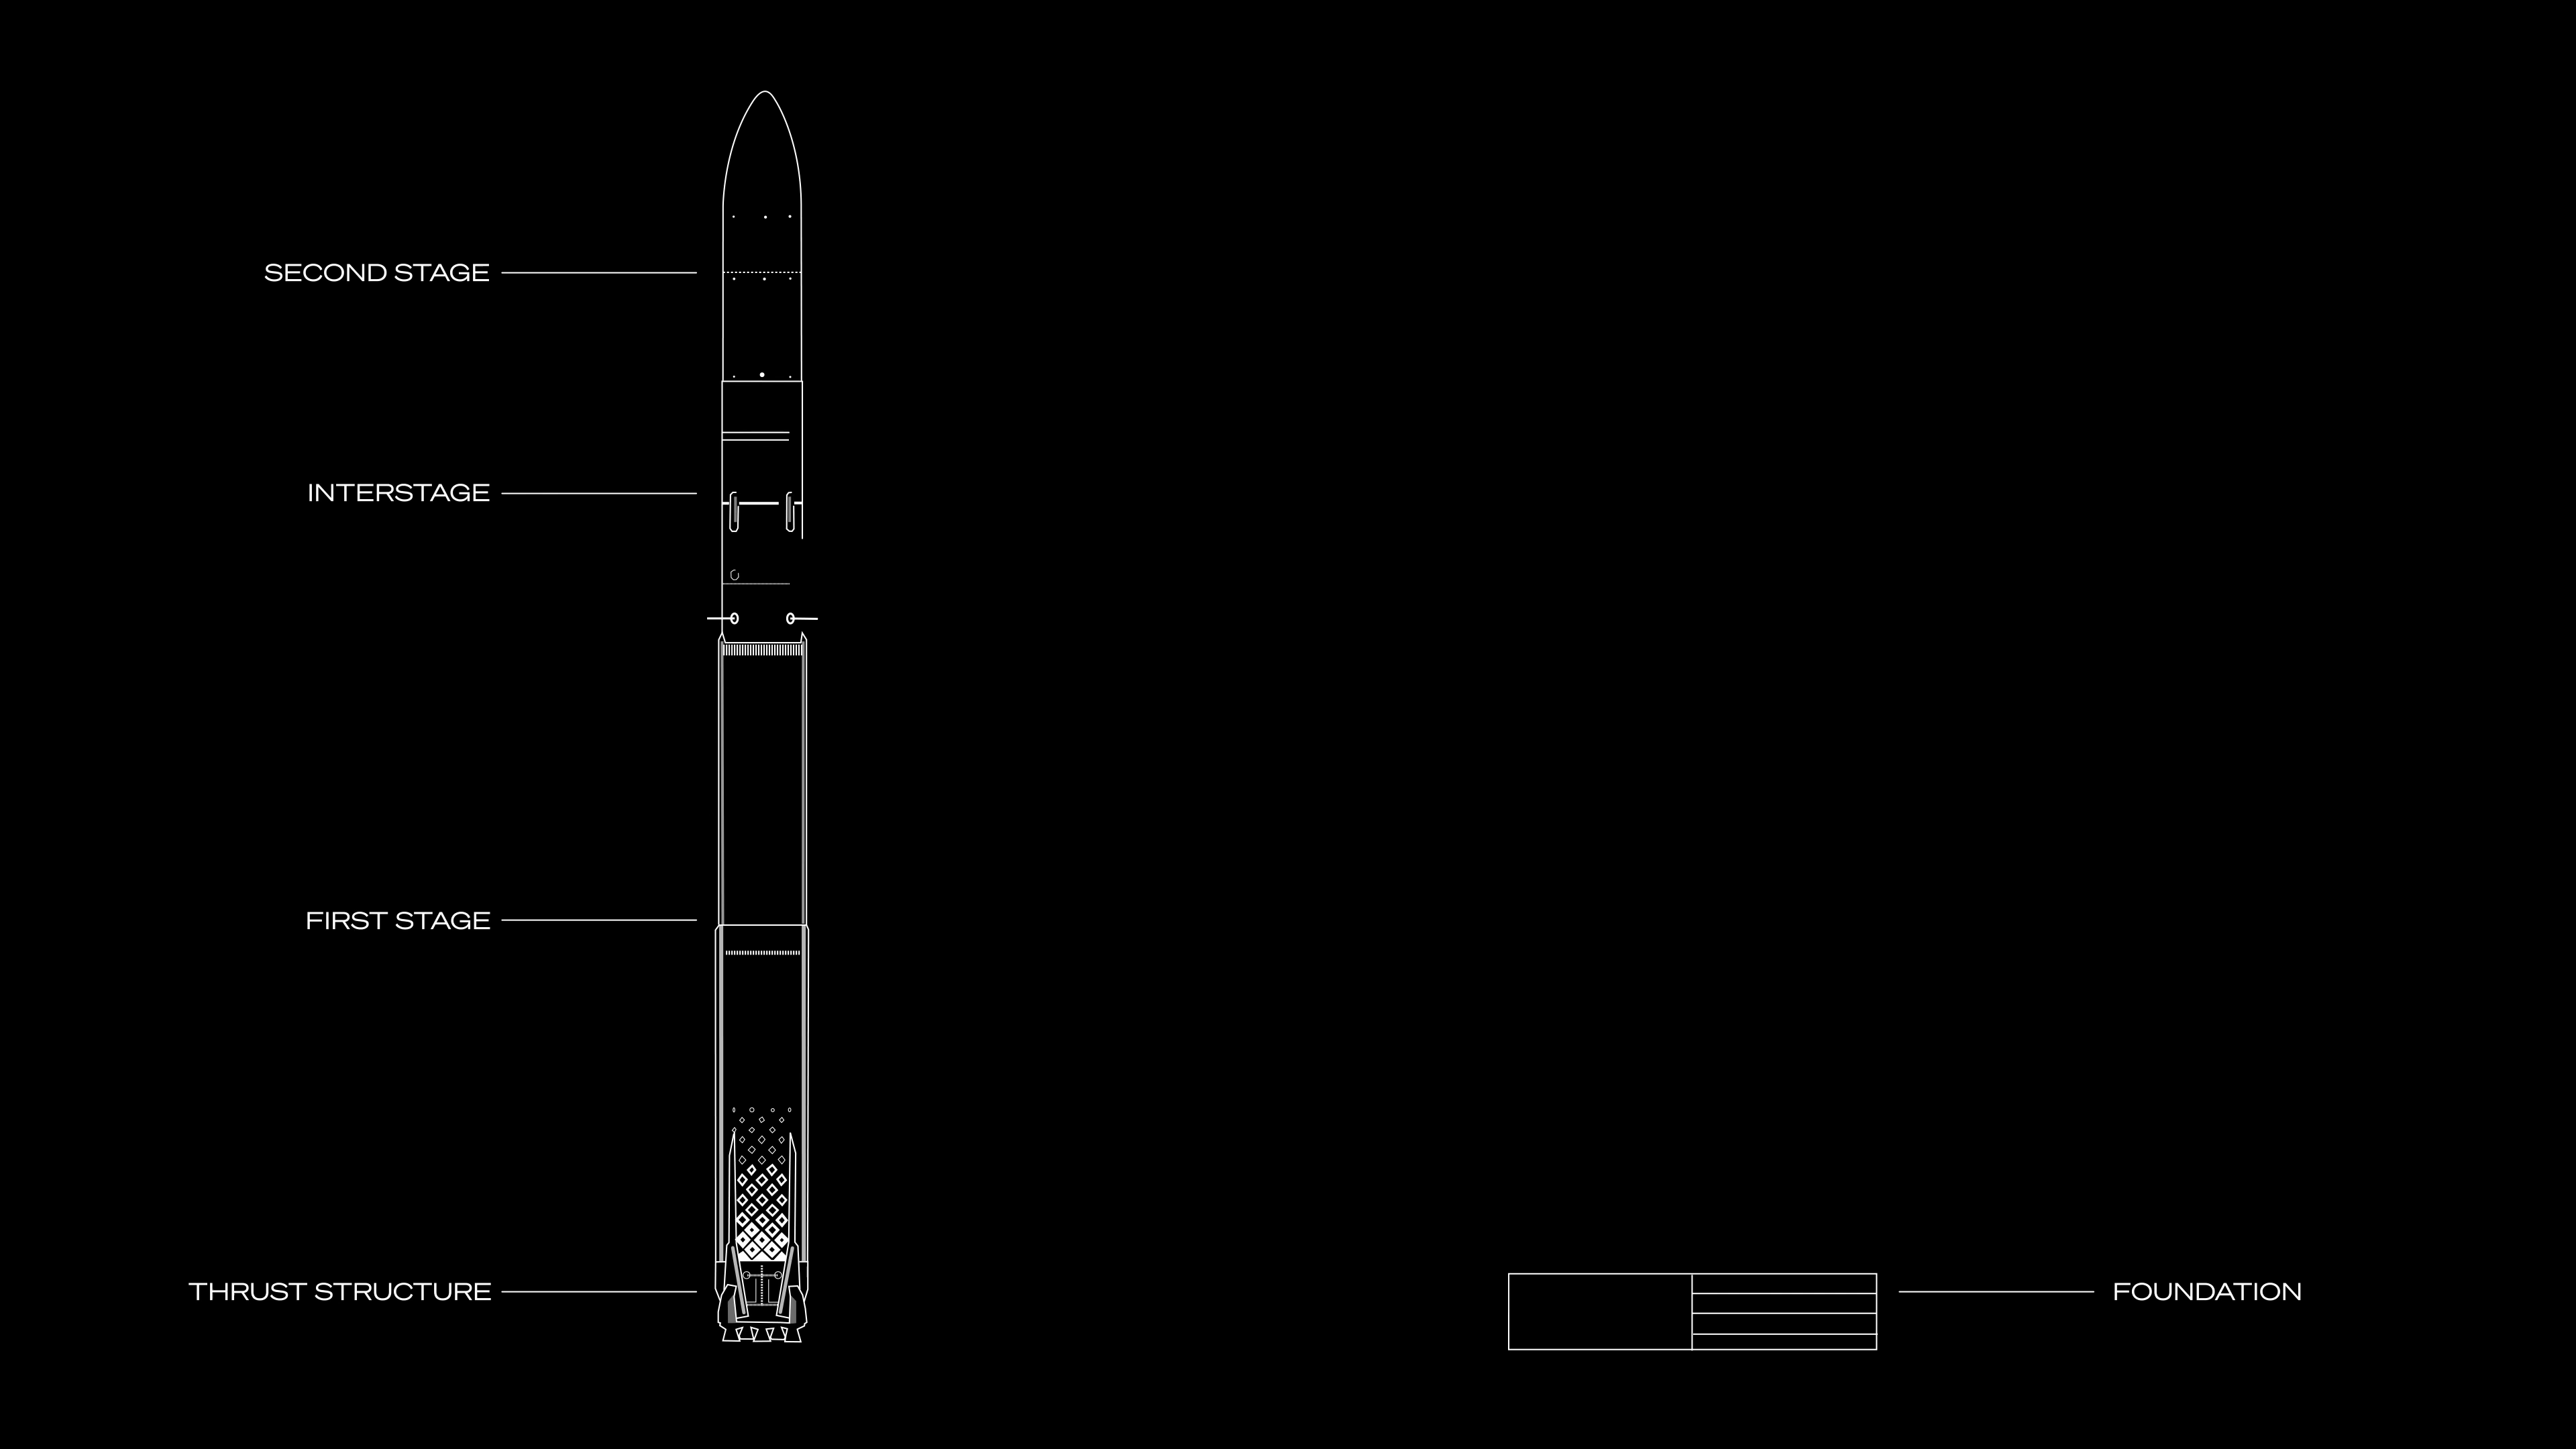 SECOND STAGE
INTERSTAGE
FIRST STAGE
THRUST STRUCTURE
FOUNDATION